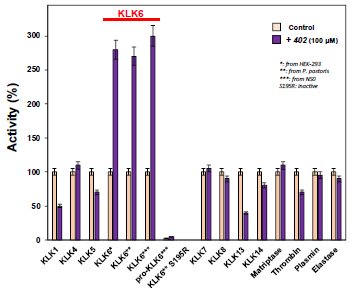 KLK6
Control
+ 402 (100 µM)
*: from HEK-293
**: from P. pastoris
***: from NS0
S195R: inactive
Activity (%)
300
250
200
150
100
50
0
KLK1
KLK4
KLK5
KLK6*
KLK6**
KLK6***
pro-KLK6***
KLK6** S195R
KLK7
KLK8
KLK13
KLK14
Matriptase
Thrombin
Plasmin
Elastase